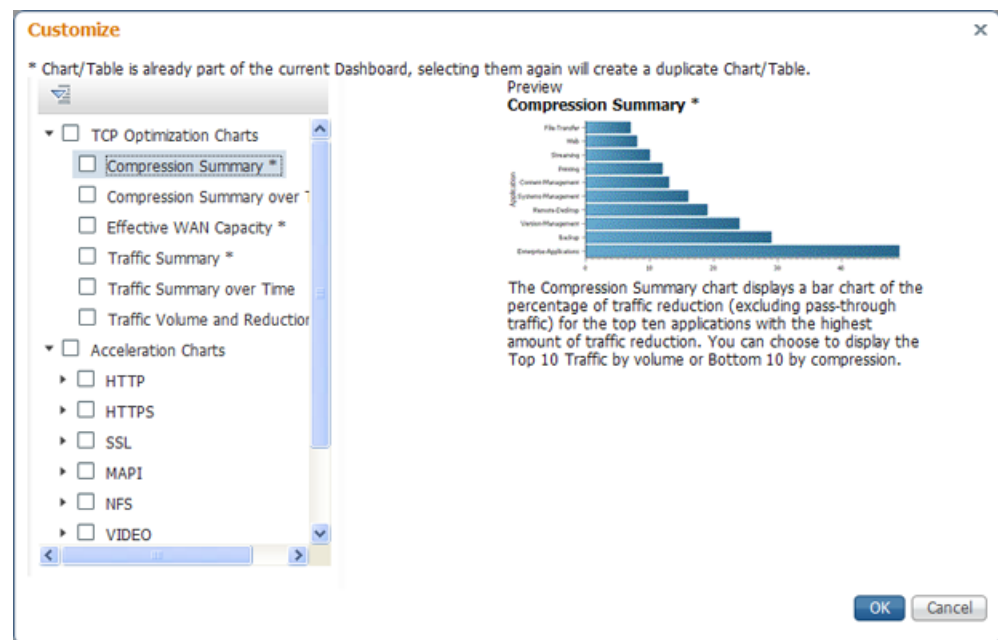 Customize
* Chart/Table is already part of the current Dashboard, selecting them again will create a duplicate Chart/Table.
TCP Optimization Charts
Compression Summary *
Compression Summary over T
Effective WAN Capacity *
Traffic Summary *
Traffic Summary over Time
Traffic Volume and Reduction
Acceleration Charts
HTTP
HTTPS
SSL
MAPI
NFS
VIDEO
Preview
Compression Summary *
Application
File-Transfer
Web
Streaming
Printing
Content-Management
Systems-Management
Remote-Desktop
Version-Management
Backup
Enterprise-Applications
0 10 20 30 40
The Compression Summary chart displays a bar chart of the
percentage of traffic reduction (excluding pass-through
traffic) for the top ten applications with the highest
amount of traffic reduction. You can choose to display the
Top 10 Traffic by volume or Bottom 10 by compression.
OK Cancel